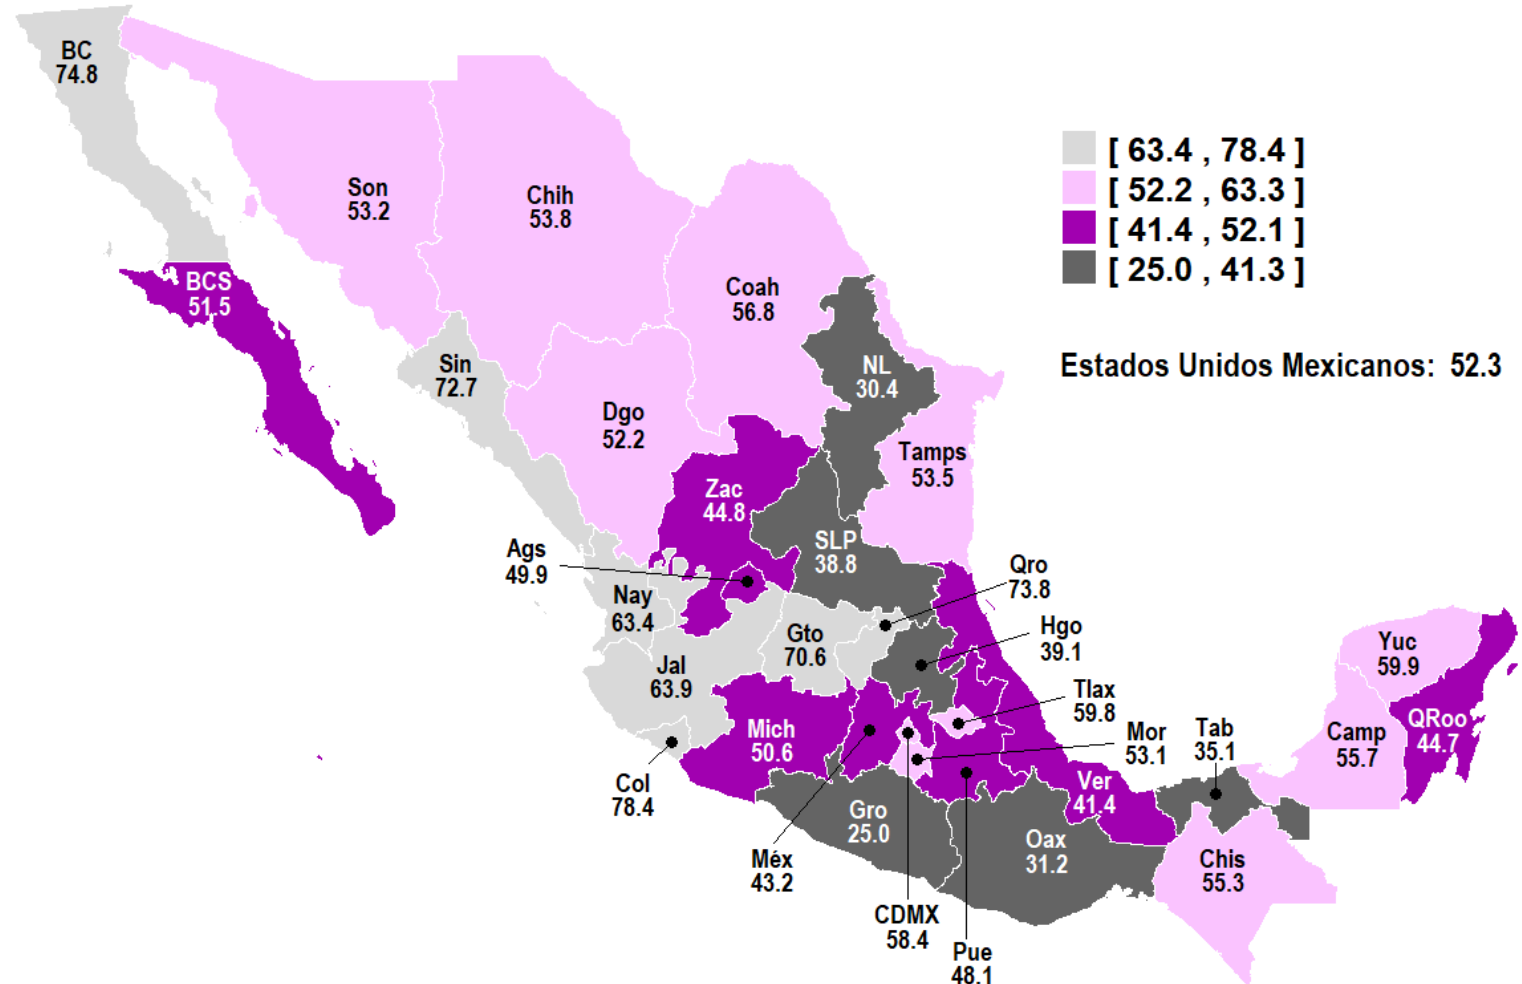 BC
74.8
Son
53.2
Chih
53.8
[ 63.4 , 78.4 ]
[ 52.2 , 63.3 ]
[ 41.4 , 52.1 ]
[ 25.0 , 41.3 ]
BCS
51.5
Coah
56.8
Estados Unidos Mexicanos: 52.3
Sin
72.7
NL
30.4
Dgo
52.2
Tamps
53.5
Zac
44.8
SLP
38.8
Ags
49.9
Qro
73.8
Nay
63.4
Gto
70.6
Hgo
39.1
Jal
63.9
Yuc
59.9
Tlax
59.8
Mich
50.6
Mor
53.1
Tab
35.1
Camp
55.7
QRoo
44.7
Col
78.4
Ver
41.4
Gro
25.0
Oax
31.2
Méx
43.2
Chis
55.3
CDMX
58.4
Pue
48.1